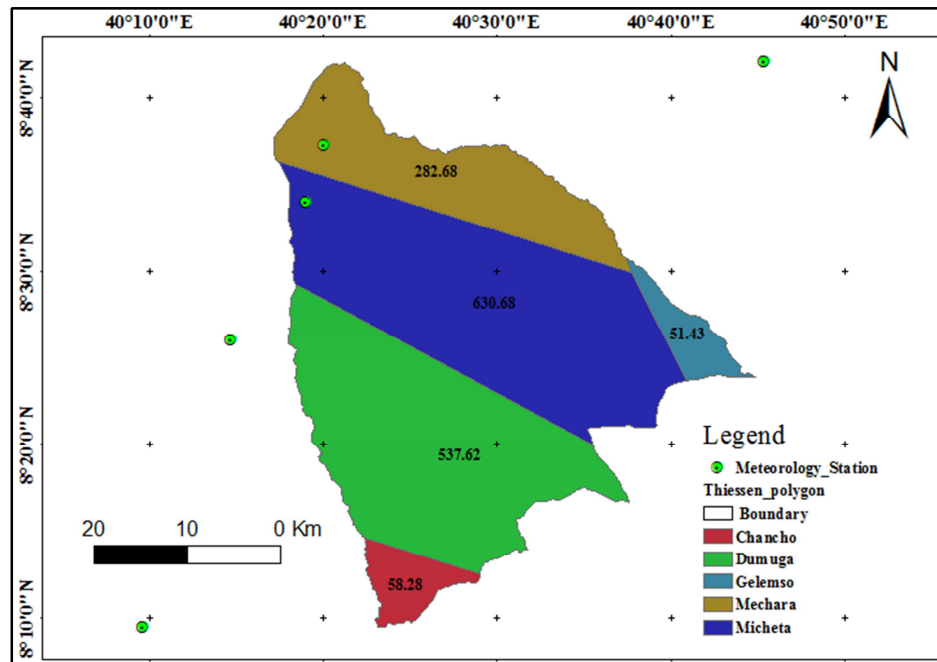 40°10'0"E 40°20'0"E 40°30'0"E 40°40'0"E 40°50'0"E
N
8°40'0"N
282.68
8°30'0"N
630.68
51.43
8°20'0"N
537.62
Legend
Meteorology_Station
Thiessen_polygon
Boundary
Chancho
Dumuga
Gelemso
Mechara
Micheta
20 10 0 Km
58.28
8°10'0"N